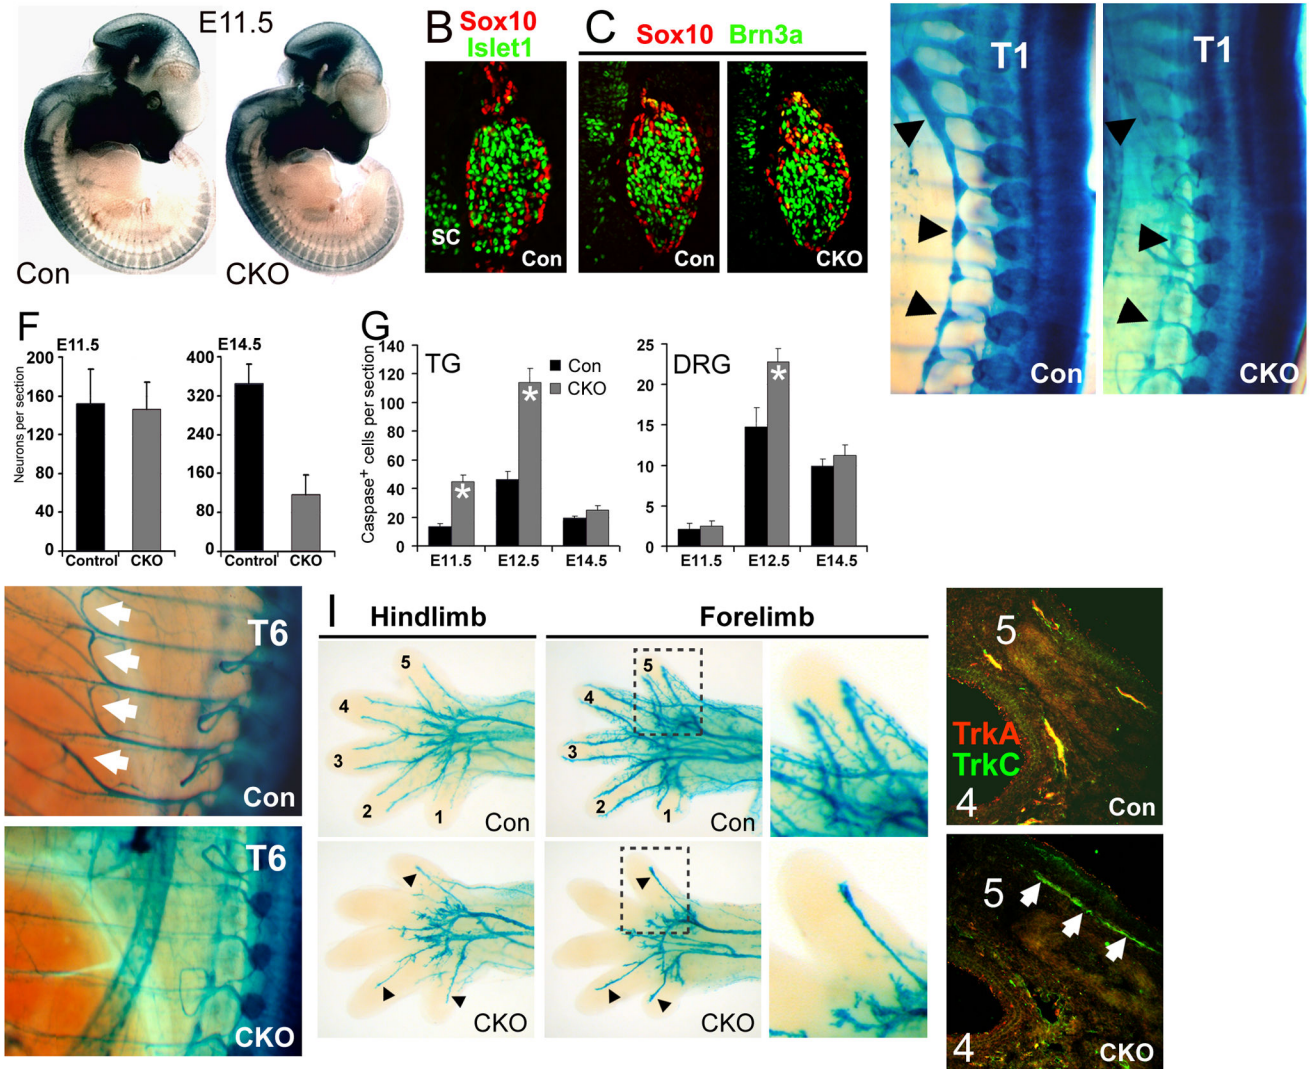 E11.5
Con
CKO
B
Sox10
Islet1
SC
Con
C
Sox10 Brn3a
Con
CKO
T1
Con
T1
CKO
F
E11.5
Neurons per section
200
160
120
80
40
0
Control
CKO
E14.5
400
320
240
160
80
0
Control
CKO
G
Caspase+ cells per section
TG
140
120
100
80
60
40
20
0
E11.5
E12.5
E14.5
*
*
Con
CKO
DRG
25
20
15
10
5
0
E11.5
E12.5
E14.5
*
T6
Con
T6
CKO
I
Hindlimb
Forelimb
5
4
3
2
1
Con
5
4
3
2
1
Con
CKO
CKO
5
TrkA
TrkC
4
Con
5
4
CKO